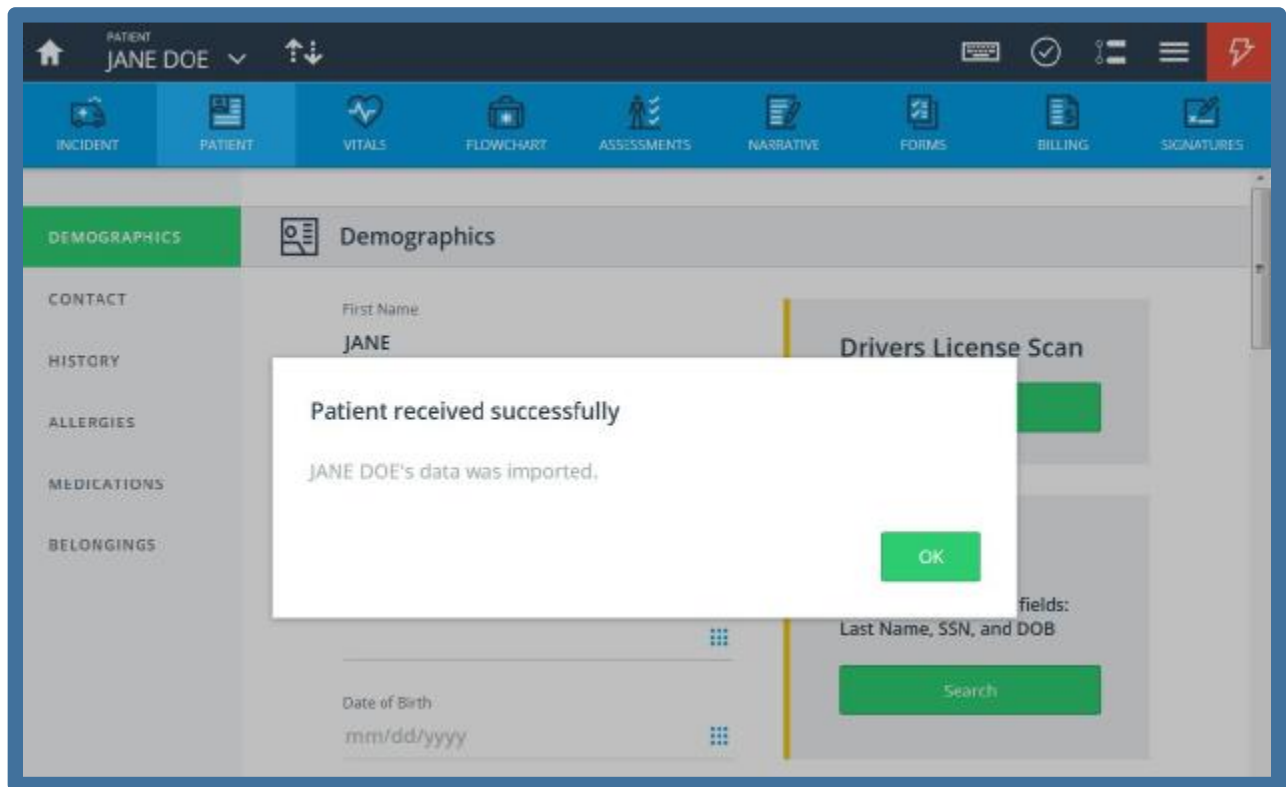 PATIENT
JANE DOE
INCIDENT
PATIENT
VITALS
FLOWCHART
ASSESSMENTS
NARRATIVE
FORMS
BILLING
SIGNATURES
DEMOGRAPHICS
CONTACT
HISTORY
ALLERGIES
MEDICATIONS
BELONGINGS
Demographics
First Name
JANE
Drivers License Scan
Patient received successfully
JANE DOE's data was imported.
OK
fields:
Last Name, SSN, and DOB
Search
Date of Birth
mm/dd/yyyy